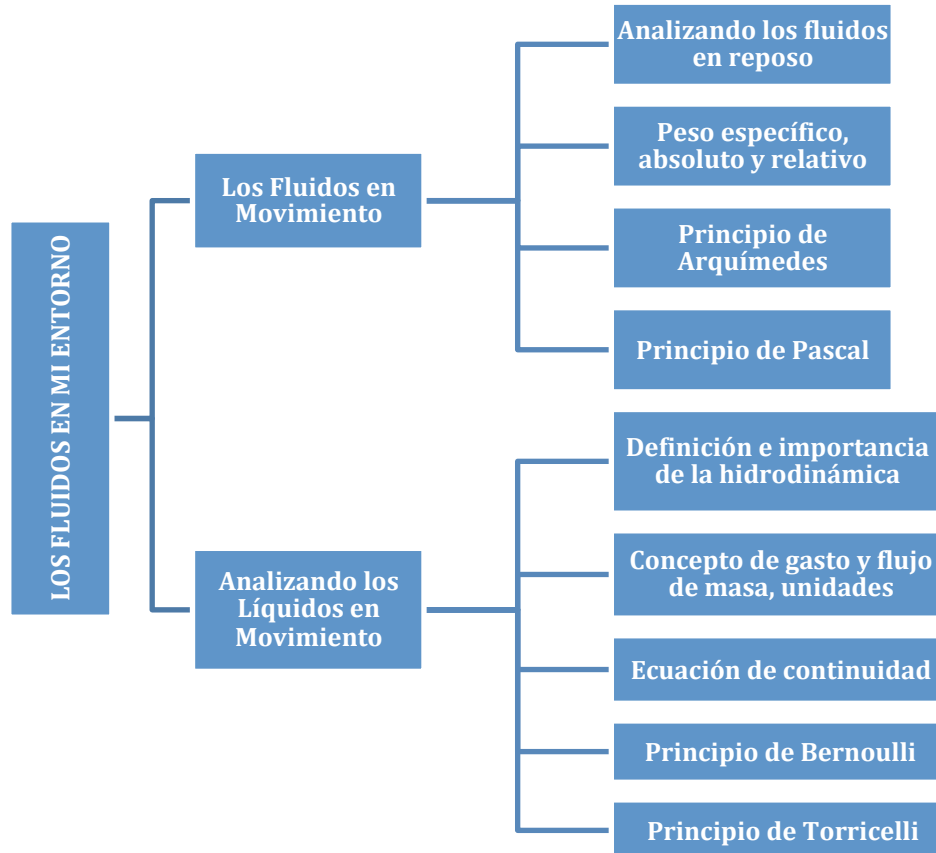 LOS FLUIDOS EN MI ENTORNO
Los Fluidos en
Movimiento
Analizando los fluidos
en reposo
Peso específico,
absoluto y relativo
Principio de
Arquímedes
Principio de Pascal
Analizando los
Líquidos en
Movimiento
Definición e importancia
de la hidrodinámica
Concepto de gasto y flujo
de masa, unidades
Ecuación de continuidad
Principio de Bernoulli
Principio de Torricelli